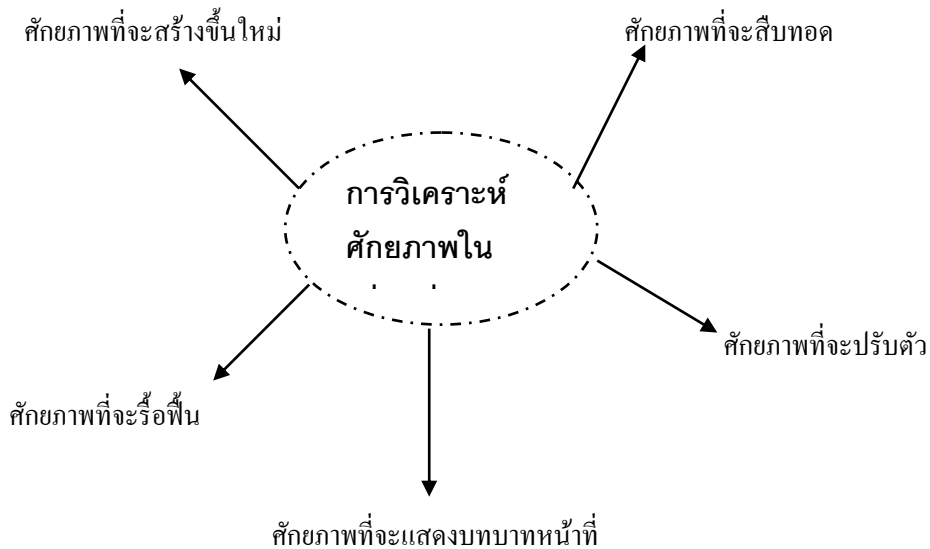 ศักยภาพที่จะสร้างขึ้นใหม่
ศักยภาพที่จะสืบทอด
การวิเคราะห์
ศักยภาพใน
ศักยภาพที่จะปรับตัว
ศักยภาพที่จะรื้อฟื้น
ศักยภาพที่จะแสดงบทบาทหน้าที่